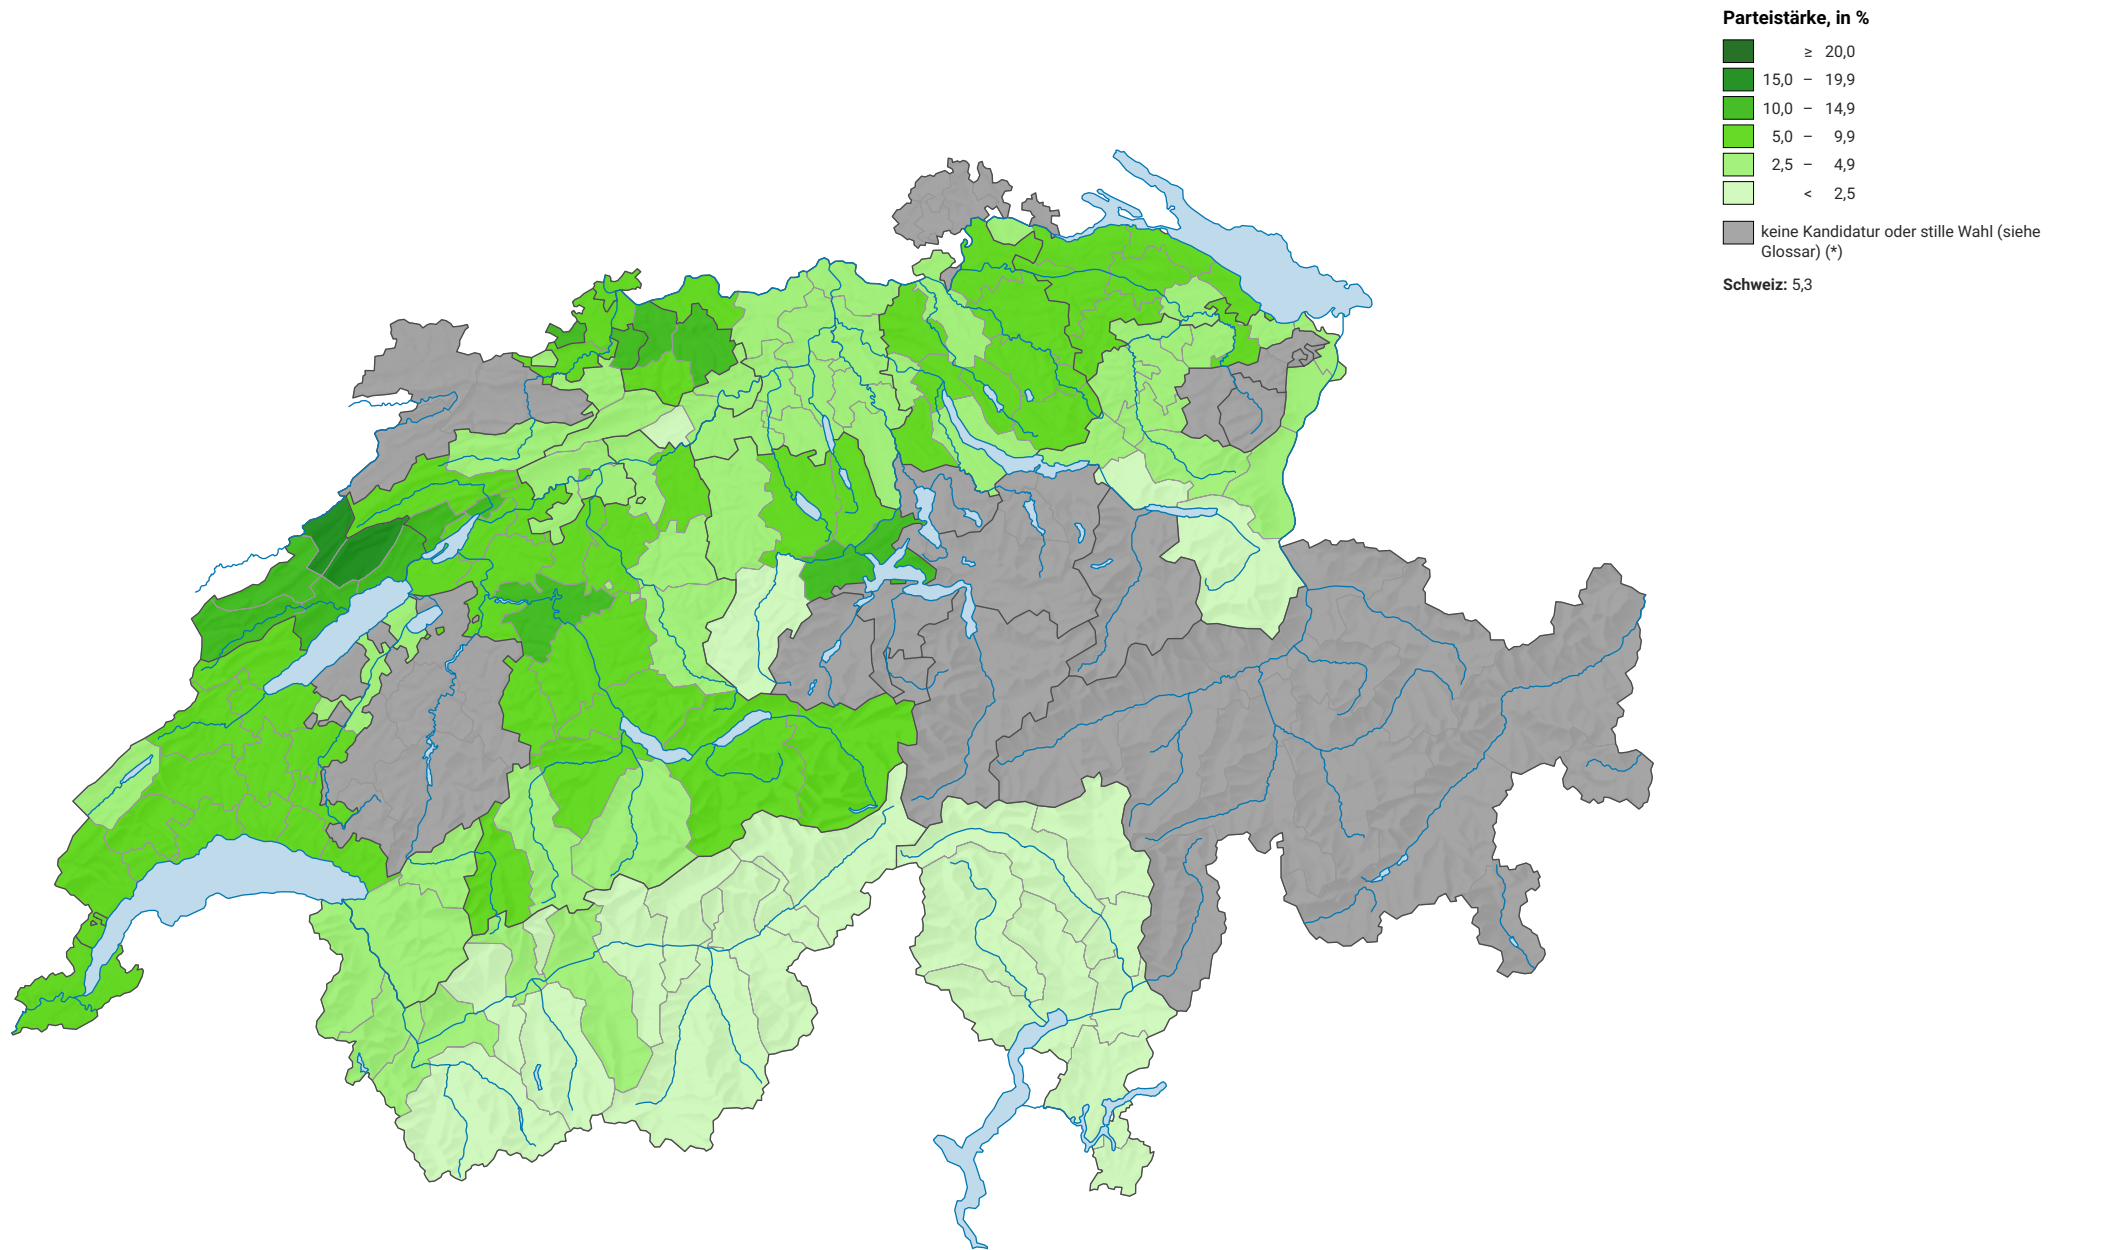 Parteistärke, in %
≥ 20,0
15,0 – 19,9
10,0 – 14,9
5,0 – 9,9
2,5 – 4,9
< 2,5
keine Kandidatur oder stille Wahl (siehe
Glossar) (*)
Schweiz: 5,3